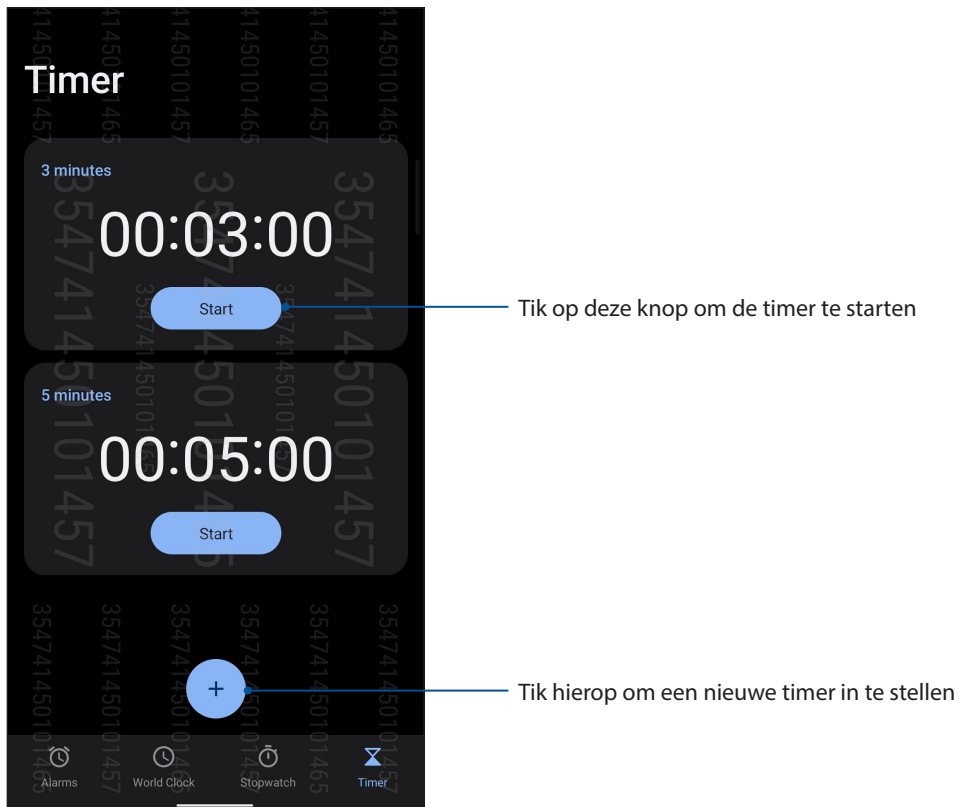 Timer
3 minutes
00:03:00
Start
Tik op deze knop om de timer te starten
5 minutes
00:05:00
Start
+
Tik hierop om een nieuwe timer in te stellen
Alarms
World Clock
Stopwatch
Timer